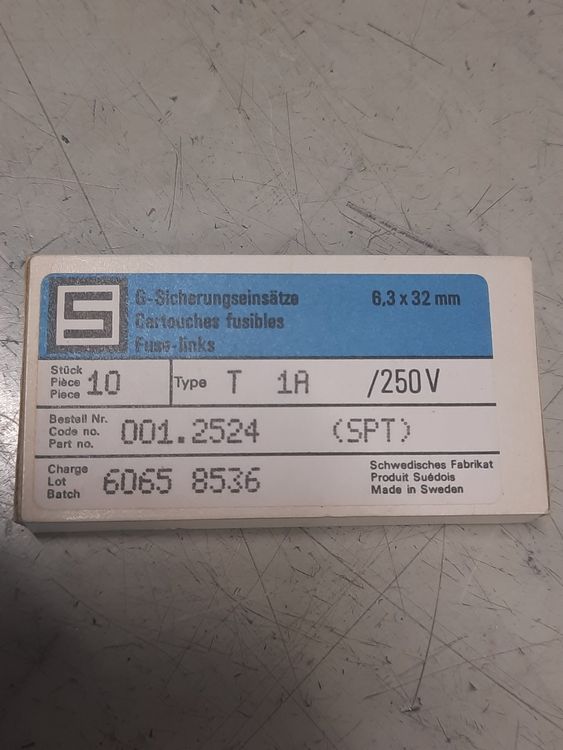 S
G-Sicherungseinsätze 6,3 x 32 mm
Cartouches fusibles
Fuse-links
Stück
Pièce
Piece
10
Type T 1A /250 V
Bestell Nr.
Code no.
Part no.
001.2524 (SPT)
Charge
Lot
Batch
6065 8536
Schwedisches Fabrikat
Produit Suédois
Made in Sweden